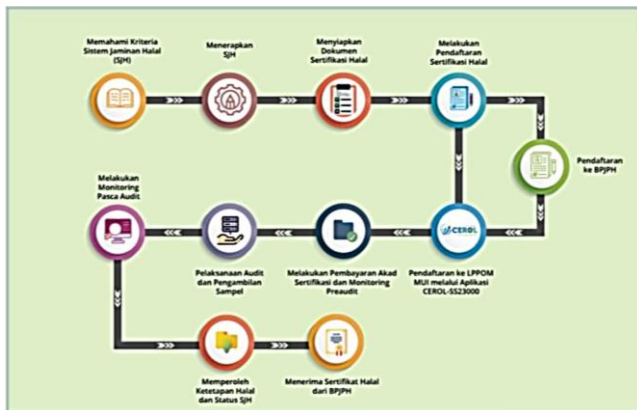 Memahami Kriteria
Sistem Jaminan Halal
(SJH)
Menerapkan
SJH
Menyiapkan
Dokumen
Sertifikasi Halal
Melakukan
Pendaftaran
Sertifikasi Halal
Pendaftaran
ke BPJPH
Melakukan
Monitoring
Pasca Audit
CEROL
Pelaksanaan Audit
dan Pengambilan
Sampel
Melakukan Pembayaran Akad
Sertifikasi dan Monitoring
Preaudit
Pendaftaran ke LPPOM
MUI melalui Aplikasi
CEROL-SS23000
Memperoleh
Ketetapan Halal
dan Status SJH
Menerima Sertifikat Halal
dari BPJPH